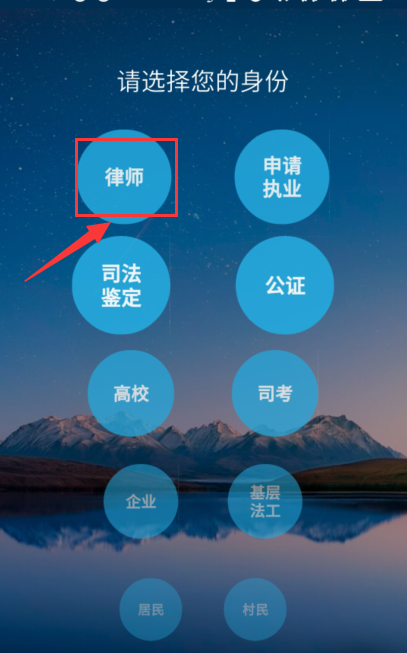 请选择您的身份
律师
申请
执业
司法
鉴定
公证
高校
司考
企业
基层
法工
居民
村民